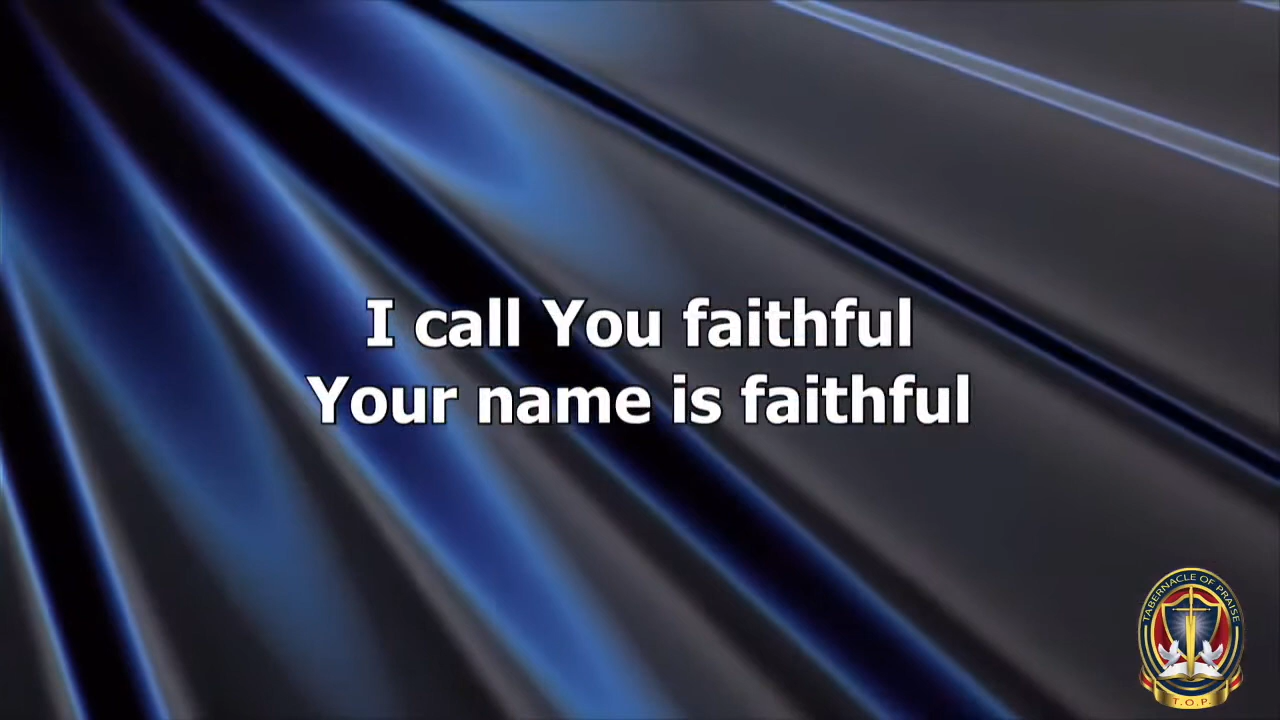 I call You faithful
Your name is faithful
TABERNACLE OF PRAISE
T.O.P.